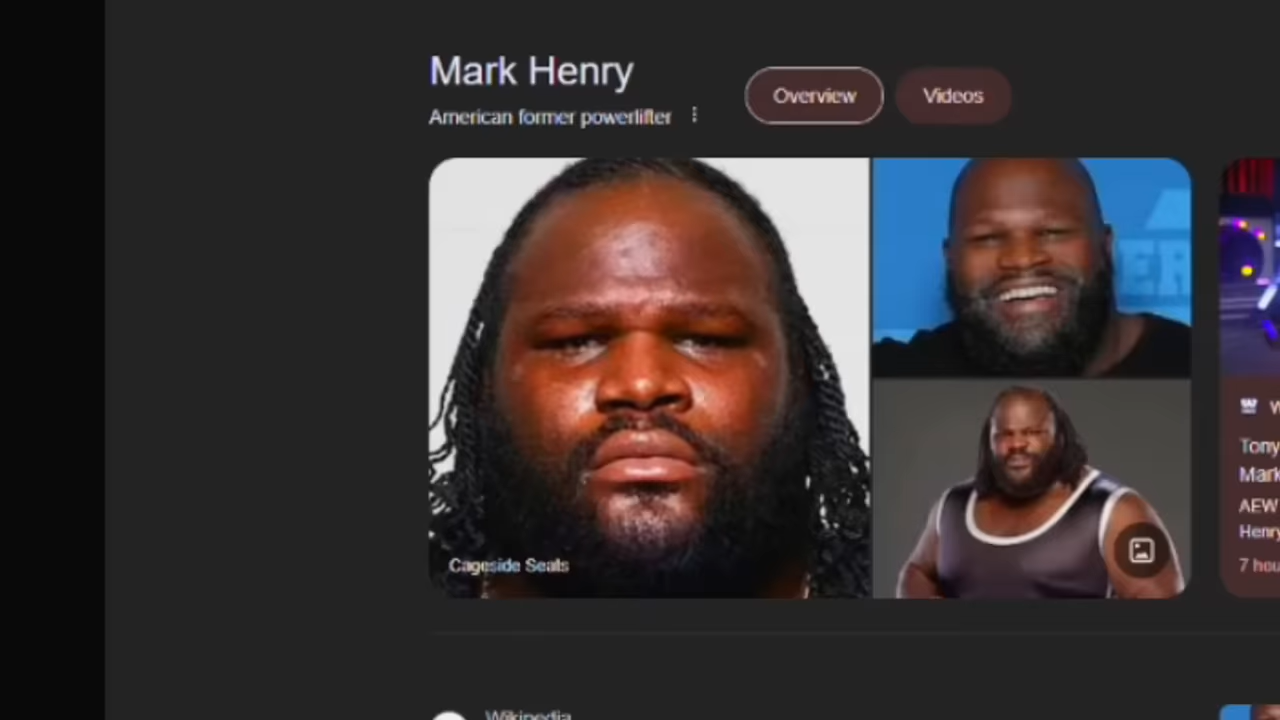 Mark Henry
American former powerlifter
Overview
Videos
Cageside Seats
Tony
Mark
AEW
Henry
7 hou
Wikipedia